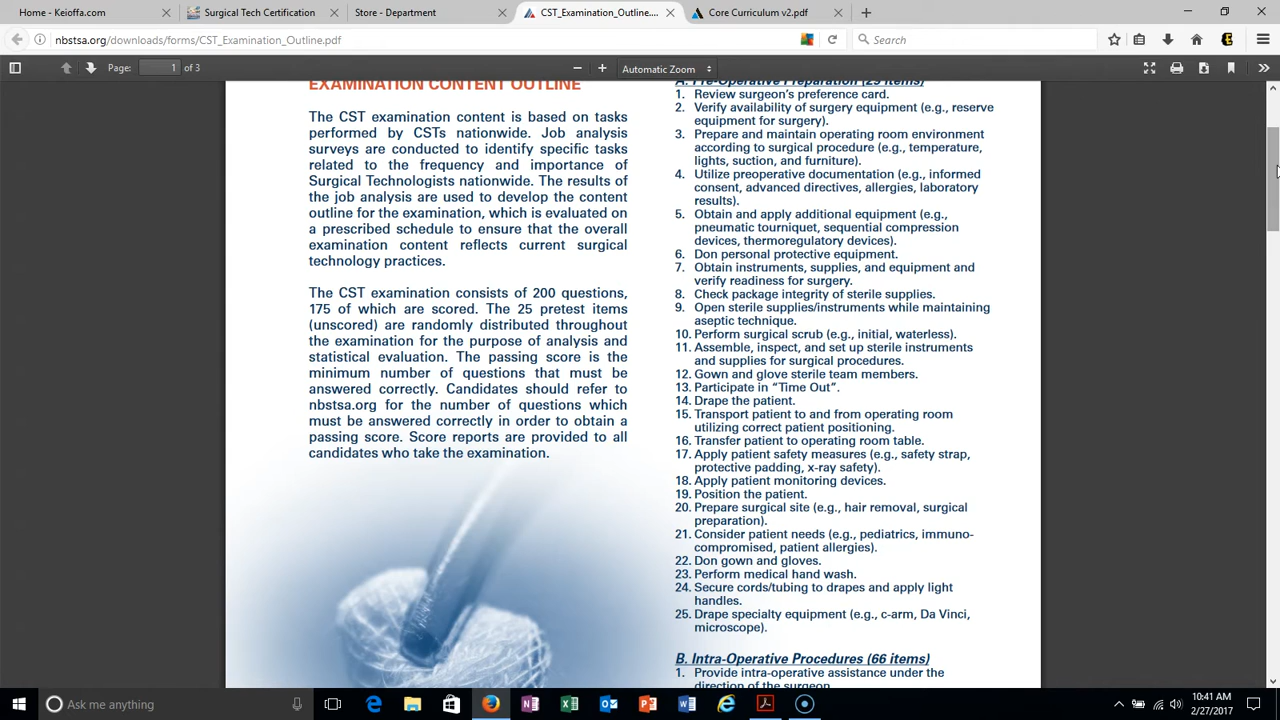 Home - Keioffa.com
Surgical Tech Certification
Store - Department
CST_Examination_Outline....
Core Curriculum v2.pdf
nbstsa.org/downloads/forms/CST_Examination_Outline.pdf
Search
Page: 1 of 3
Automatic Zoom
EXAMINATION CONTENT OUTLINE
The CST examination content is based on tasks
performed by CSTs nationwide. Job analysis
surveys are conducted to identify specific tasks
related to the frequency and importance of
Surgical Technologists nationwide. The results of
the job analysis are used to develop the content
outline for the examination, which is evaluated on
a prescribed schedule to ensure that the overall
examination content reflects current surgical
technology practices.
The CST examination consists of 200 questions,
175 of which are scored. The 25 pretest items
(unscored) are randomly distributed throughout
the examination for the purpose of analysis and
statistical evaluation. The passing score is the
minimum number of questions that must be
answered correctly. Candidates should refer to
nbstsa.org for the number of questions which
must be answered correctly in order to obtain a
passing score. Score reports are provided to all
candidates who take the examination.
A. Pre-Operative Preparation (29 items)
1. Review surgeon's preference card.
2. Verify availability of surgery equipment (e.g., reserve
equipment for surgery).
3. Prepare and maintain operating room environment
according to surgical procedure (e.g., temperature,
lights, suction, and furniture).
4. Utilize preoperative documentation (e.g., informed
consent, advanced directives, allergies, laboratory
results).
5. Obtain and apply additional equipment (e.g.,
pneumatic tourniquet, sequential compression
devices, thermoregulatory devices).
6. Don personal protective equipment.
7. Obtain instruments, supplies, and equipment and
verify readiness for surgery.
8. Check package integrity of sterile supplies.
9. Open sterile supplies/instruments while maintaining
aseptic technique.
10. Perform surgical scrub (e.g., initial, waterless).
11. Assemble, inspect, and set up sterile instruments
and supplies for surgical procedures.
12. Gown and glove sterile team members.
13. Participate in “Time Out”.
14. Drape the patient.
15. Transport patient to and from operating room
utilizing correct patient positioning.
16. Transfer patient to operating room table.
17. Apply patient safety measures (e.g., safety strap,
protective padding, x-ray safety).
18. Apply patient monitoring devices.
19. Position the patient.
20. Prepare surgical site (e.g., hair removal, surgical
preparation).
21. Consider patient needs (e.g., pediatrics, immuno-
compromised, patient allergies).
22. Don gown and gloves.
23. Perform medical hand wash.
24. Secure cords/tubing to drapes and apply light
handles.
25. Drape specialty equipment (e.g., c-arm, Da Vinci,
microscope).
B. Intra-Operative Procedures (66 items)
1. Provide intra-operative assistance under the
direction of the surgeon
Ask me anything
10:41 AM
2/27/2017